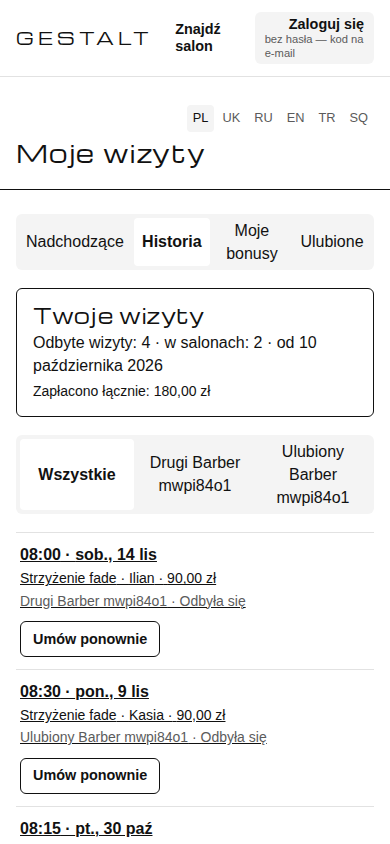 GESTALT
Znajdź
salon
Zaloguj się
bez hasła — kod na
e-mail
PL UK RU EN TR SQ
Moje wizyty
Nadchodzące
Historia
Moje
bonusy
Ulubione
Twoje wizyty
Odbyte wizyty: 4 · w salonach: 2 · od 10
października 2026
Zapłacono łącznie: 180,00 zł
Wszystkie
Drugi Barber
mwpi84o1
Ulubiony
Barber
mwpi84o1
08:00 · sob., 14 lis
Strzyżenie fade · Ilian · 90,00 zł
Drugi Barber mwpi84o1 · Odbyła się
Umów ponownie
08:30 · pon., 9 lis
Strzyżenie fade · Kasia · 90,00 zł
Ulubiony Barber mwpi84o1 · Odbyła się
Umów ponownie
08:15 · pt., 30 paź